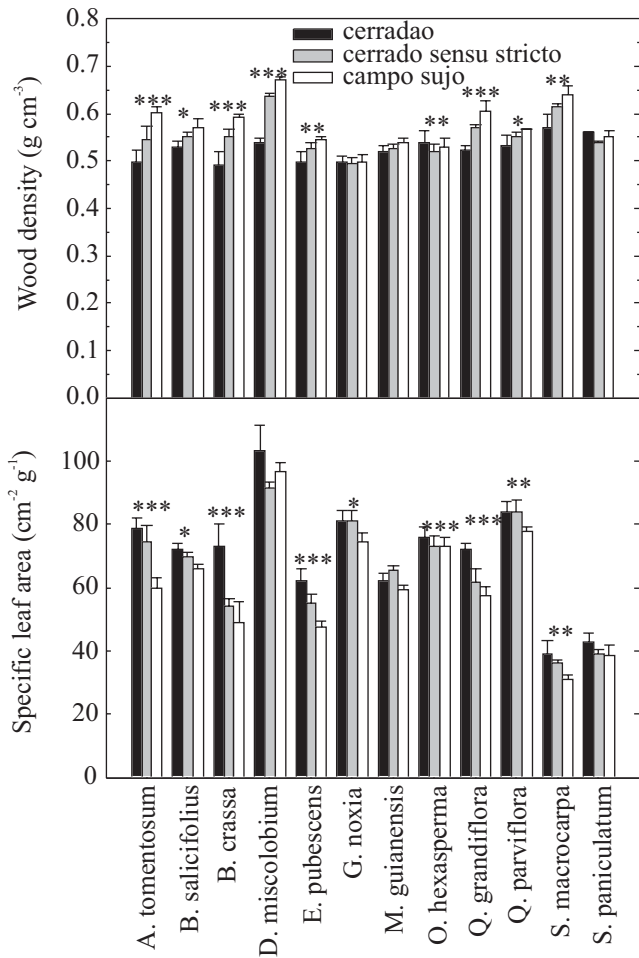 cerradao
cerrado sensu stricto
campo sujo
Wood density (g cm-3)
0.8
0.7
0.6
0.5
0.4
0.3
0.2
0.1
0.0
*** * *** *** ** ** *** * **
Specific leaf area (cm-2 g-1)
100
80
60
40
20
0
*** * *** *** * *** *** ** **
A. tomentosum
B. salicifolius
B. crassa
D. miscolobium
E. pubescens
G. noxia
M. guianensis
O. hexasperma
Q. grandiflora
Q. parviflora
S. macrocarpa
S. paniculatum